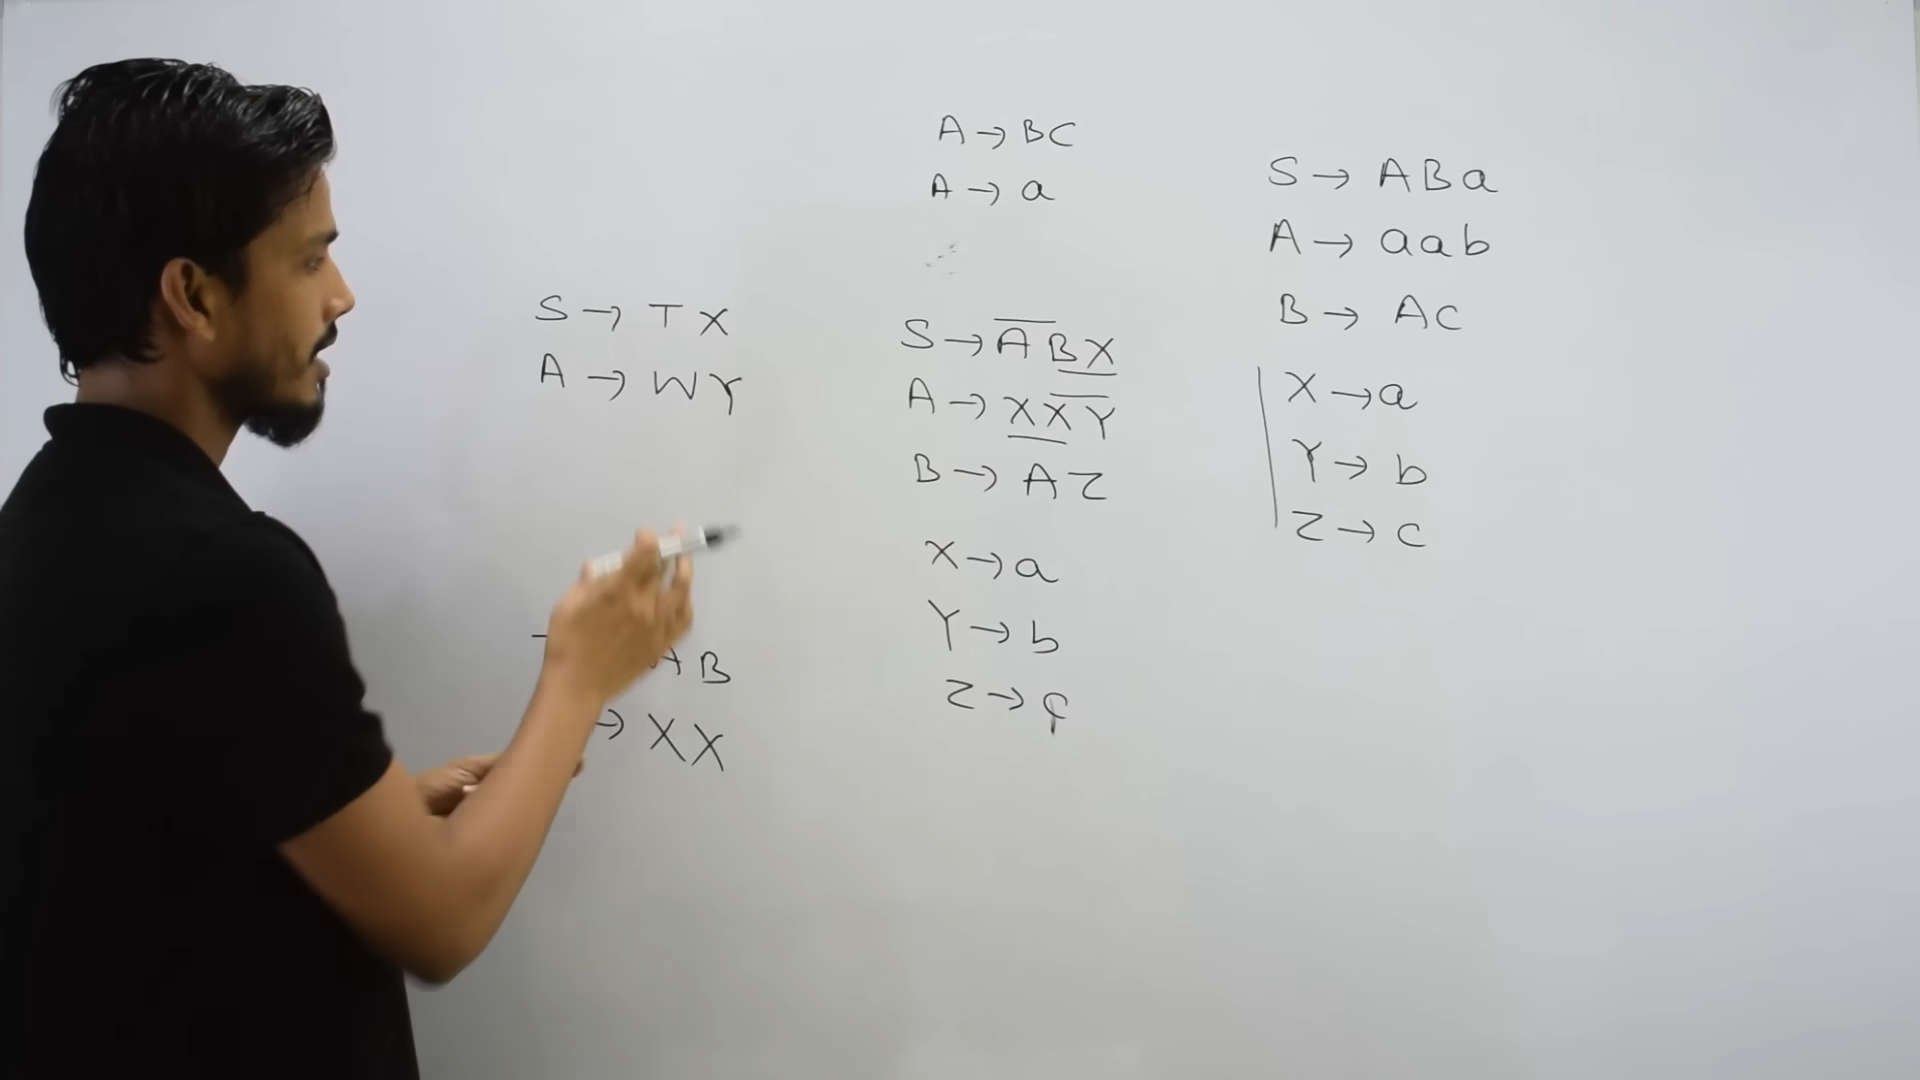 A → BC
A → a
S → TX
A → WY
AB
→ XX
S → ABX
A → XXY
B → AZ
X → a
Y → b
Z → c
S → ABa
A → aab
B → Ac
X → a
Y → b
Z → c